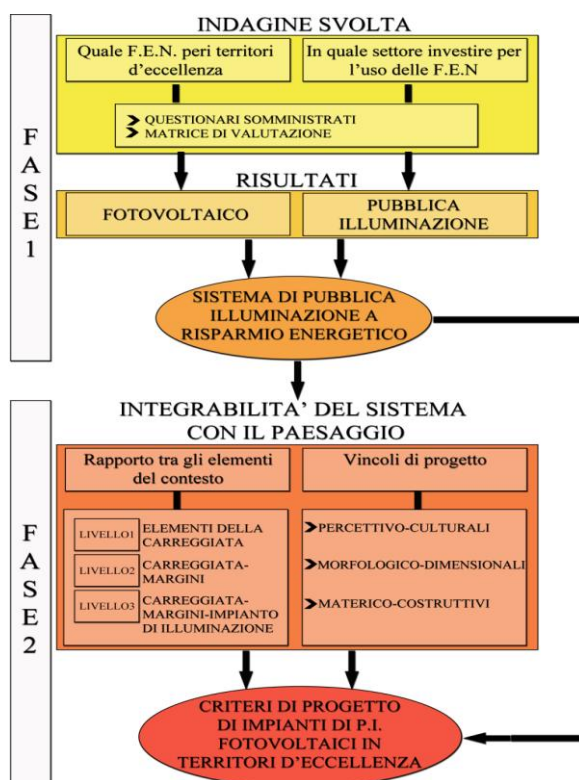 FASE 1
INDAGINE SVOLTA
Quale F.E.N. peri territori
d'eccellenza
In quale settore investire per
l'uso delle F.E.N
QUESTIONARI SOMMINISTRATI
MATRICE DI VALUTAZIONE
RISULTATI
FOTOVOLTAICO
PUBBLICA
ILLUMINAZIONE
SISTEMA DI PUBBLICA
ILLUMINAZIONE A
RISPARMIO ENERGETICO
FASE 2
INTEGRABILITA' DEL SISTEMA
CON IL PAESAGGIO
Rapporto tra gli elementi
del contesto
LIVELLO1
ELEMENTI DELLA
CARREGGIATA
LIVELLO2
CARREGGIATA-
MARGINI
LIVELLO3
CARREGGIATA-
MARGINI-IMPIANTO
DI ILLUMINAZIONE
Vincoli di progetto
PERCETTIVO-CULTURALI
MORFOLOGICO-DIMENSIONALI
MATERICO-COSTRUTTIVI
CRITERI DI PROGETTO
DI IMPIANTI DI P.I.
FOTOVOLTAICI IN
TERRITORI D'ECCELLENZA